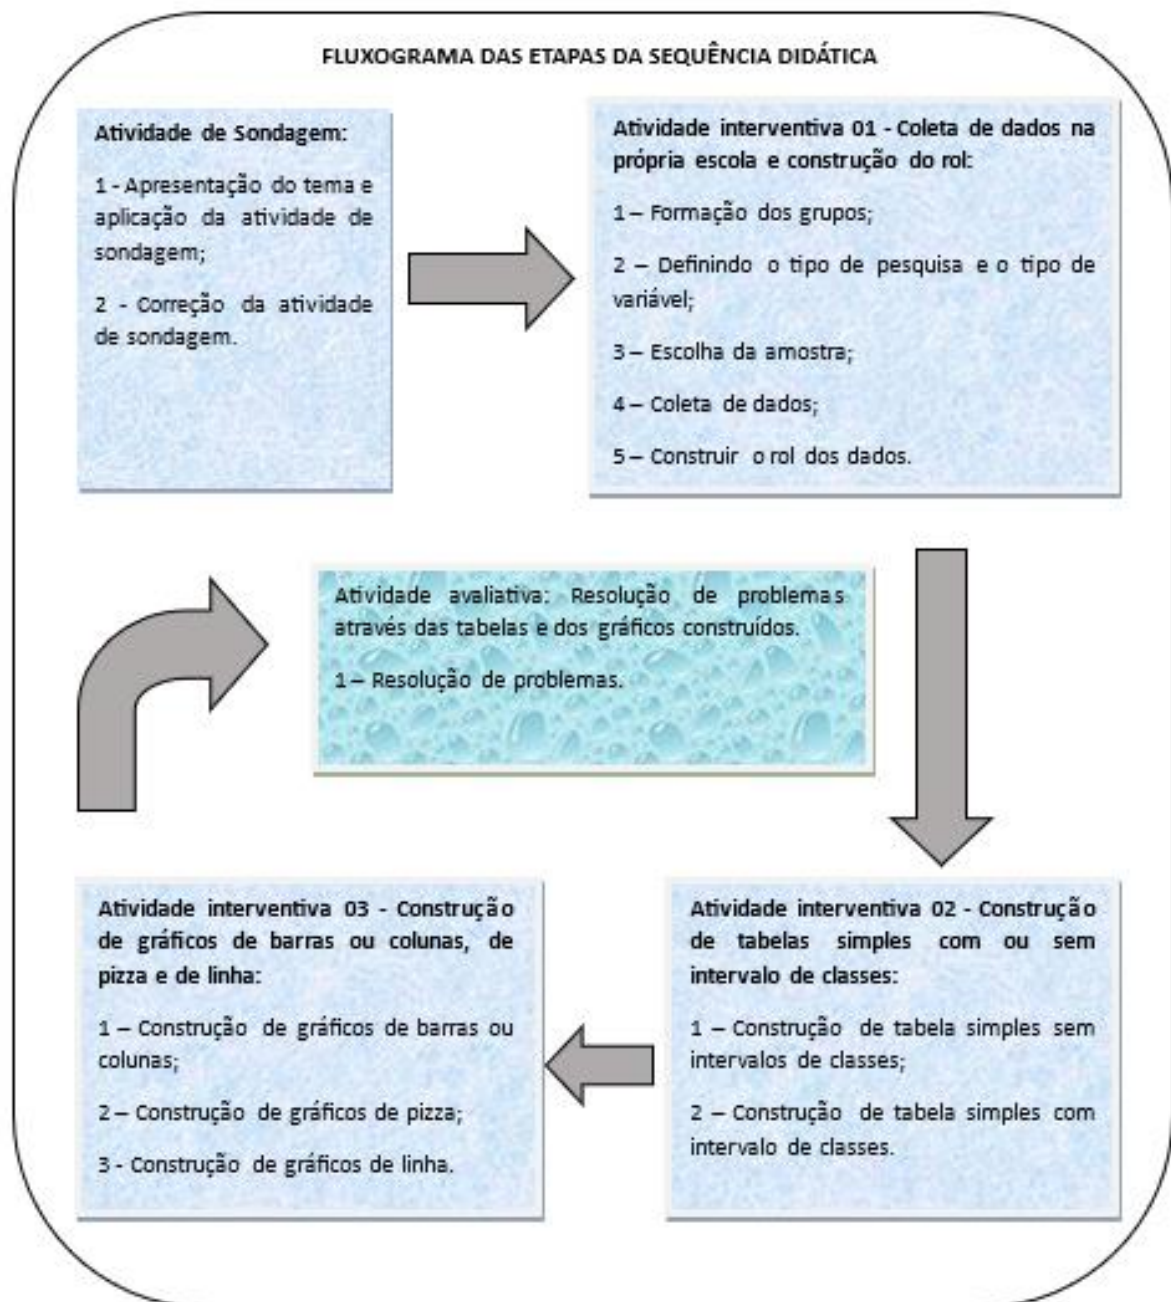 FLUXOGRAMA DAS ETAPAS DA SEQUÊNCIA DIDÁTICA
Atividade de Sondagem:
1 - Apresentação do tema e
aplicação da atividade de
sondagem;
2 - Correção da atividade
de sondagem.
Atividade interventiva 01 - Coleta de dados na
própria escola e construção do rol:
1 – Formação dos grupos;
2 – Definindo o tipo de pesquisa e o tipo de
variável;
3 – Escolha da amostra;
4 – Coleta de dados;
5 – Construir o rol dos dados.
Atividade interventiva 02 - Construção
de tabelas simples com ou sem
intervalo de classes:
1 – Construção de tabela simples sem
intervalos de classes;
2 – Construção de tabela simples com
intervalo de classes.
Atividade interventiva 03 - Construção
de gráficos de barras ou colunas, de
pizza e de linha:
1 – Construção de gráficos de barras ou
colunas;
2 – Construção de gráficos de pizza;
3 - Construção de gráficos de linha.
Atividade avaliativa: Resolução de problemas
através das tabelas e dos gráficos construídos.
1 – Resolução de problemas.